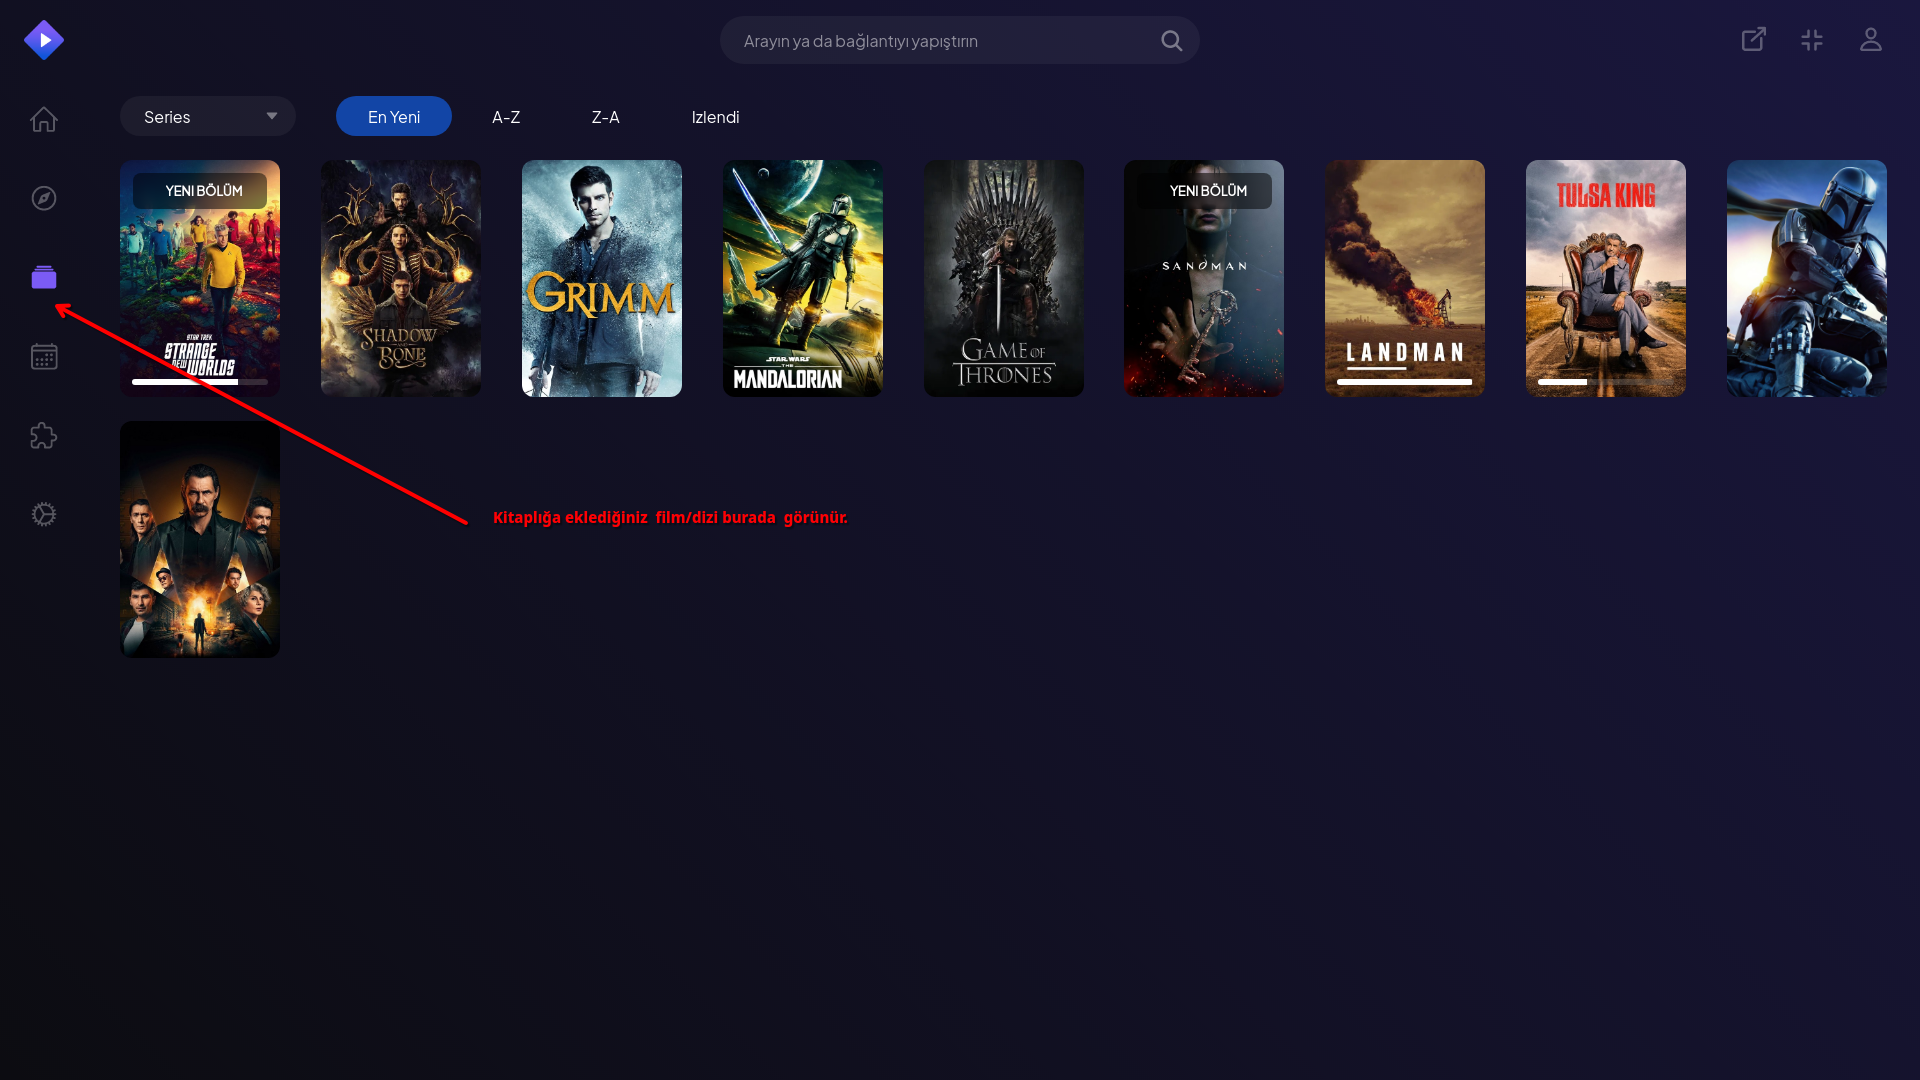 Arayın ya da bağlantıyı yapıştırın
Series
En Yeni
A-Z
Z-A
Izlendi
YENI BÖLÜM
STAR TREK
STRANGE
NEW WORLDS
SHADOW
AND
BONE
GRIMM
STAR WARS
THE
MANDALORIAN
GAME OF
THRONES
YENI BÖLÜM
SANDMAN
LANDMAN
TULSA KING
Kitaplığa eklediğiniz film/dizi burada görünür.